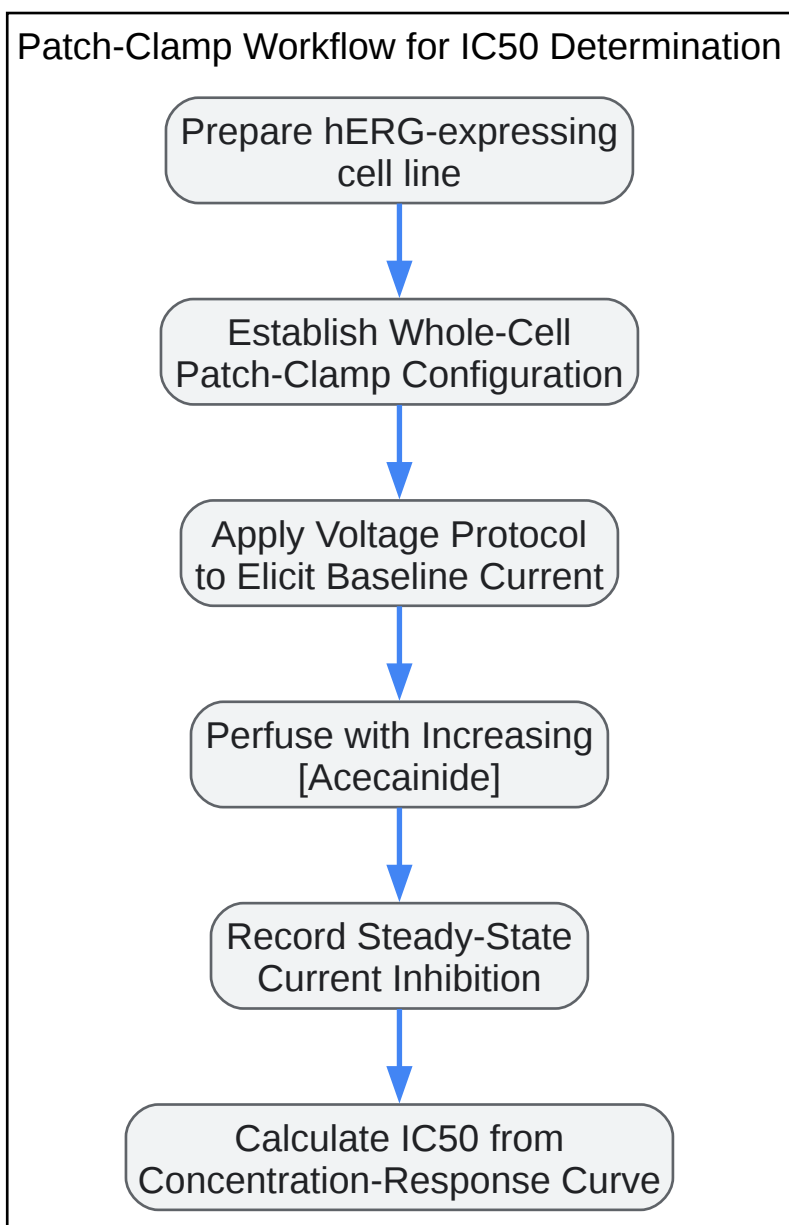 Patch-Clamp Workflow for IC50 Determination
Prepare hERG-expressing
cell line
Establish Whole-Cell
Patch-Clamp Configuration
Apply Voltage Protocol
to Elicit Baseline Current
Perfuse with Increasing
[Acecainide]
Record Steady-State
Current Inhibition
Calculate IC50 from
Concentration-Response Curve